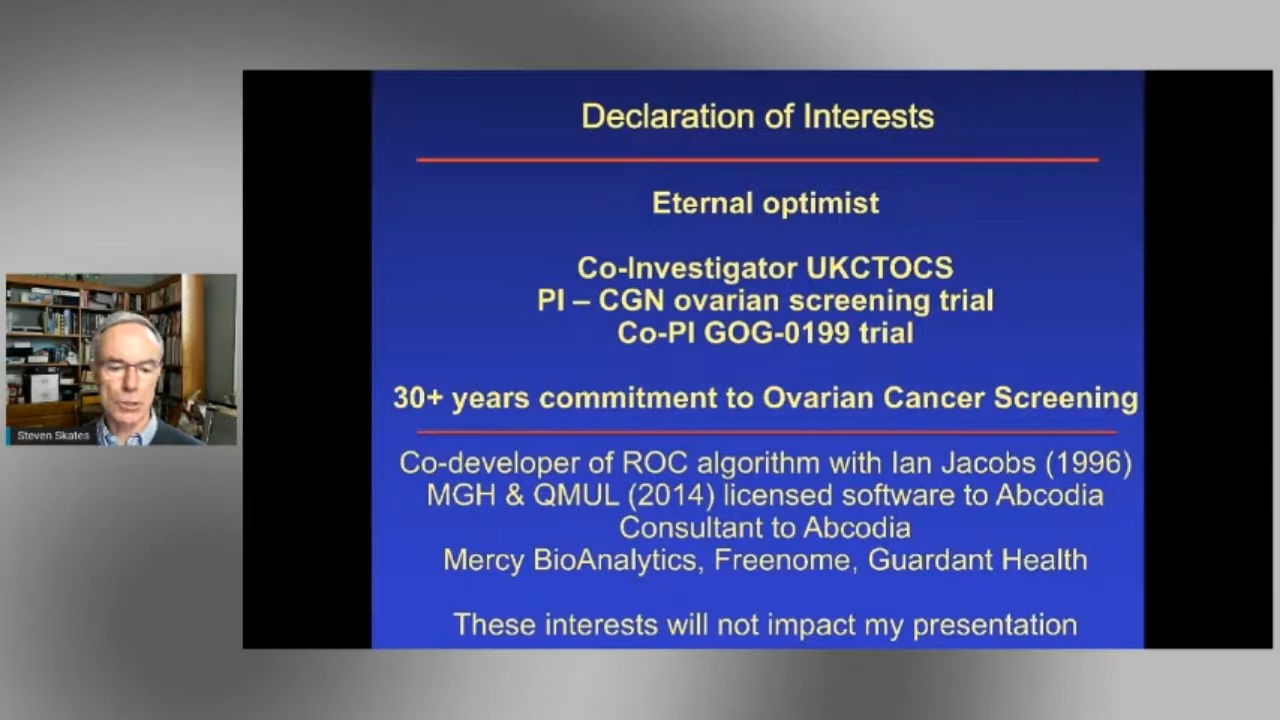 Declaration of Interests
Eternal optimist
Co-Investigator UKCTOCS
PI – CGN ovarian screening trial
Co-PI GOG-0199 trial
30+ years commitment to Ovarian Cancer Screening
Co-developer of ROC algorithm with Ian Jacobs (1996)
MGH & QMUL (2014) licensed software to Abcodia
Consultant to Abcodia
Mercy BioAnalytics, Freenome, Guardant Health
These interests will not impact my presentation
Steven Skates